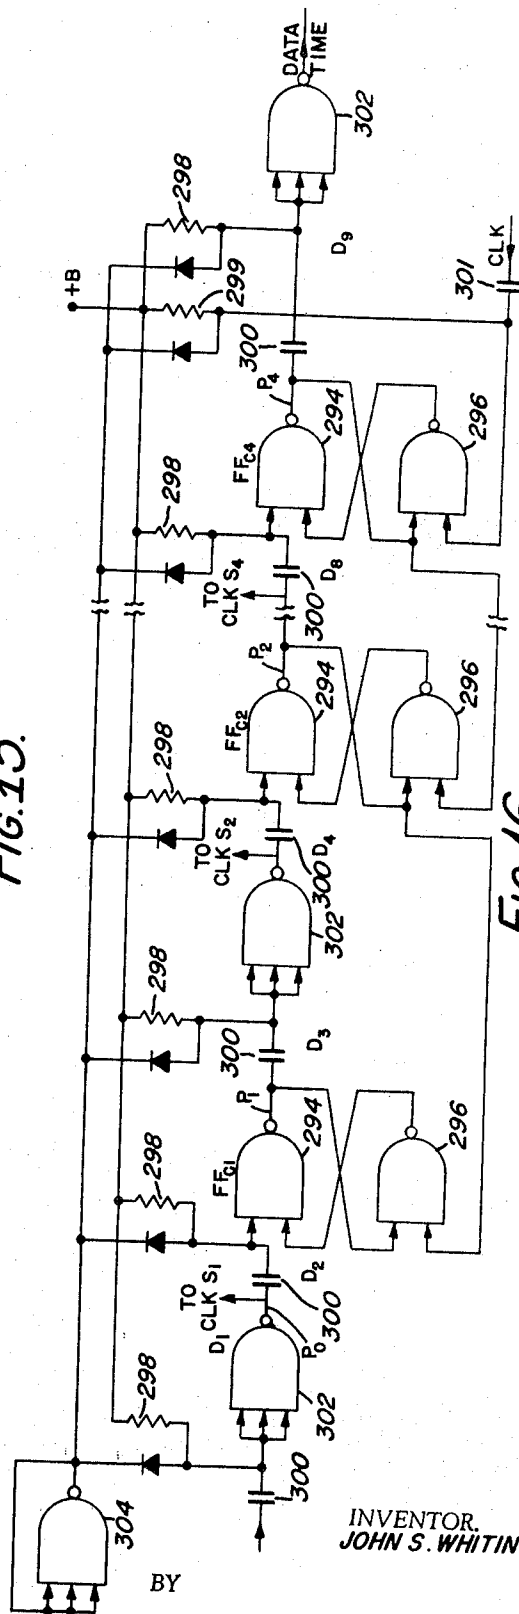 FIG.15.
304
298
300
D1
302
P0
TO
CLK S1
300
D2
298
FFC1
294
P1
296
300
D3
298
302
TO
CLK S2
300
D4
298
FFC2
294
P2
296
TO
CLK S4
300
D8
298
FFC4
294
P4
296
300
+B
299
298
D9
301
CLK
302
DATA
TIME
INVENTOR.
JOHN S. WHITIN
BY